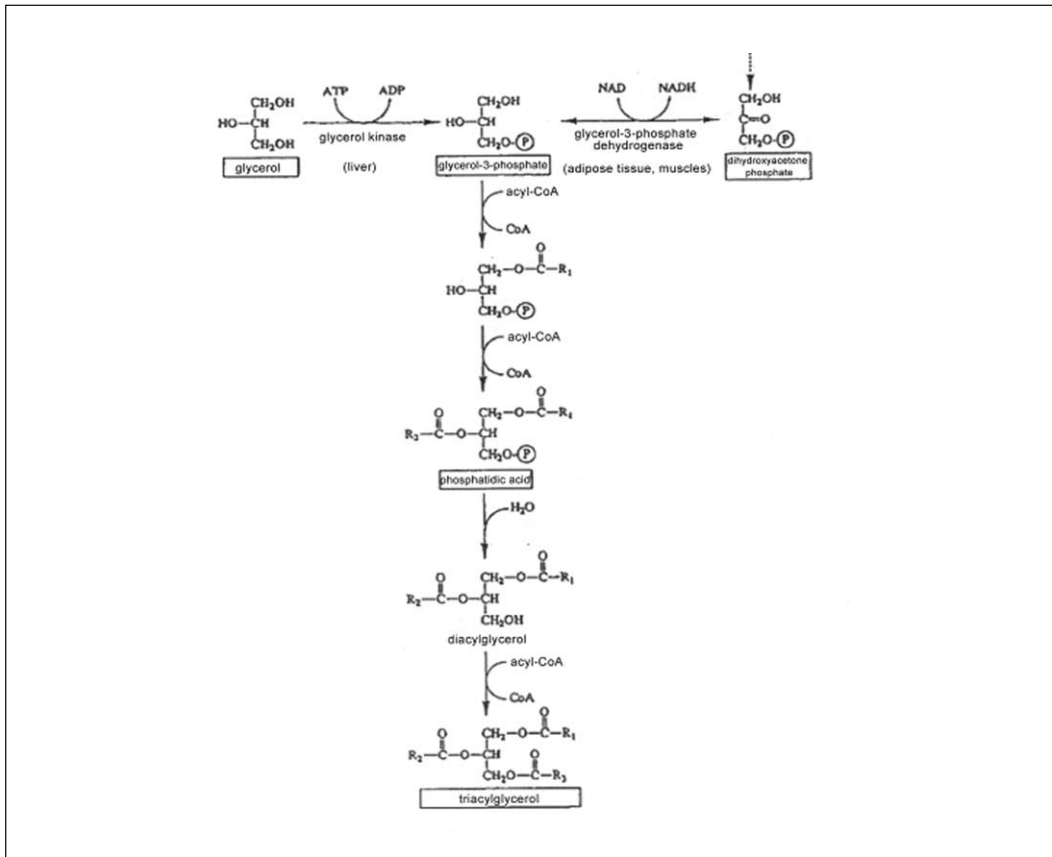 ATP ADP
NAD NADH
CH₂OH
HO—CH
CH₂OH
glycerol
glycerol kinase
(liver)
CH₂OH
HO—CH
CH₂O—P
glycerol-3-phosphate
glycerol-3-phosphate
dehydrogenase
(adipose tissue, muscles)
CH₂OH
C=O
CH₂O—P
dihydroxyacetone
phosphate
acyl-CoA
CoA
O
CH₂—O—C—R₁
HO—CH
CH₂O—P
acyl-CoA
CoA
O
O CH₂—O—C—R₁
R₂—C—O—CH
CH₂O—P
phosphatidic acid
H₂O
O
O CH₂—O—C—R₁
R₂—C—O—CH
CH₂OH
diacylglycerol
acyl-CoA
CoA
O
O CH₂—O—C—R₁
R₂—C—O—CH O
CH₂O—C—R₃
triacylglycerol